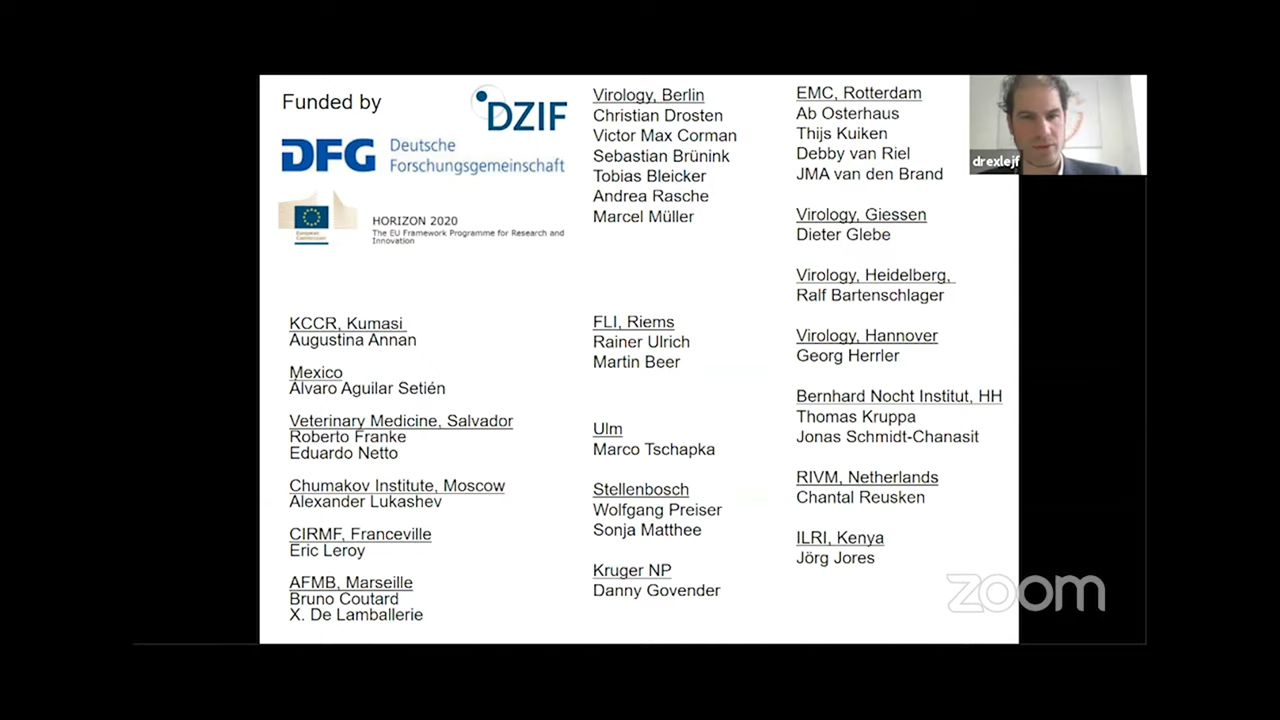 Funded by
DZIF
DFG
Deutsche
Forschungsgemeinschaft
European
Commission
HORIZON 2020
The EU Framework Programme for Research and
Innovation
KCCR, Kumasi
Augustina Annan
Mexico
Álvaro Aguilar Setién
Veterinary Medicine, Salvador
Roberto Franke
Eduardo Netto
Chumakov Institute, Moscow
Alexander Lukashev
CIRMF, Franceville
Eric Leroy
AFMB, Marseille
Bruno Coutard
X. De Lamballerie
Virology, Berlin
Christian Drosten
Victor Max Corman
Sebastian Brünink
Tobias Bleicker
Andrea Rasche
Marcel Müller
FLI, Riems
Rainer Ulrich
Martin Beer
Ulm
Marco Tschapka
Stellenbosch
Wolfgang Preiser
Sonja Matthee
Kruger NP
Danny Govender
EMC, Rotterdam
Ab Osterhaus
Thijs Kuiken
Debby van Riel
JMA van den Brand
Virology, Giessen
Dieter Glebe
Virology, Heidelberg,
Ralf Bartenschlager
Virology, Hannover
Georg Herrler
Bernhard Nocht Institut, HH
Thomas Kruppa
Jonas Schmidt-Chanasit
RIVM, Netherlands
Chantal Reusken
ILRI, Kenya
Jörg Jores
drexlejf
zoom